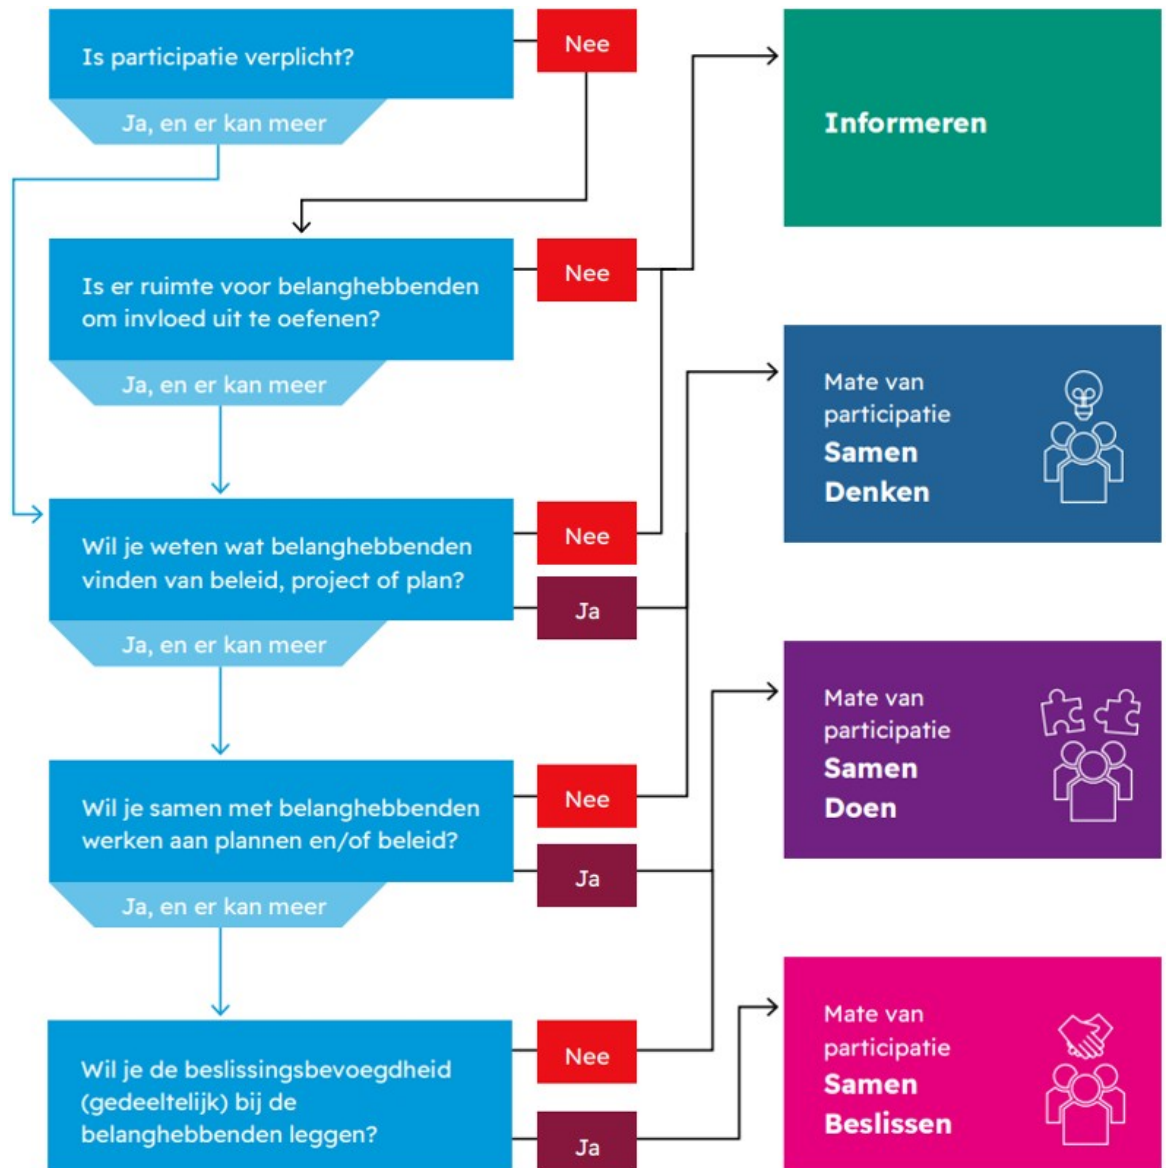 Is participatie verplicht?
Nee
Ja, en er kan meer
Informeren
Is er ruimte voor belanghebbenden
om invloed uit te oefenen?
Nee
Ja, en er kan meer
Mate van
participatie
Samen
Denken
Wil je weten wat belanghebbenden
vinden van beleid, project of plan?
Nee
Ja
Ja, en er kan meer
Mate van
participatie
Samen
Doen
Wil je samen met belanghebbenden
werken aan plannen en/of beleid?
Nee
Ja
Ja, en er kan meer
Mate van
participatie
Samen
Beslissen
Wil je de beslissingsbevoegdheid
(gedeeltelijk) bij de
belanghebbenden leggen?
Nee
Ja